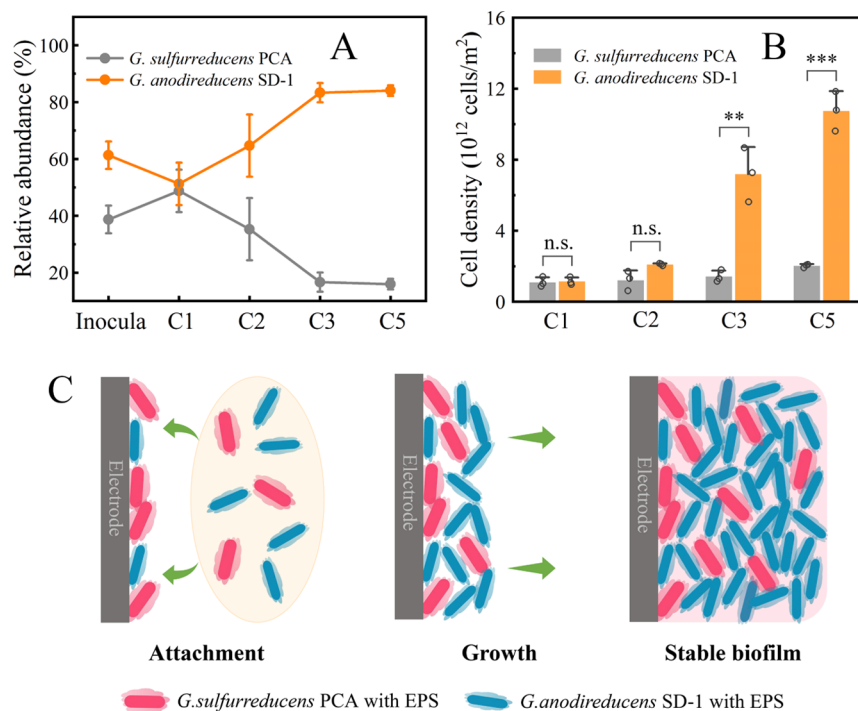 A
G. sulfurreducens PCA
G. anodireducens SD-1
Relative abundance (%)
100
80
60
40
20
Inocula C1 C2 C3 C5
B
G. sulfurreducens PCA
G. anodireducens SD-1
Cell density (10¹² cells/m²)
16
12
8
4
0
n.s.
n.s.
**
***
C1 C2 C3 C5
C
Electrode
Electrode
Electrode
Attachment Growth Stable biofilm
G.sulfurreducens PCA with EPS G.anodireducens SD-1 with EPS